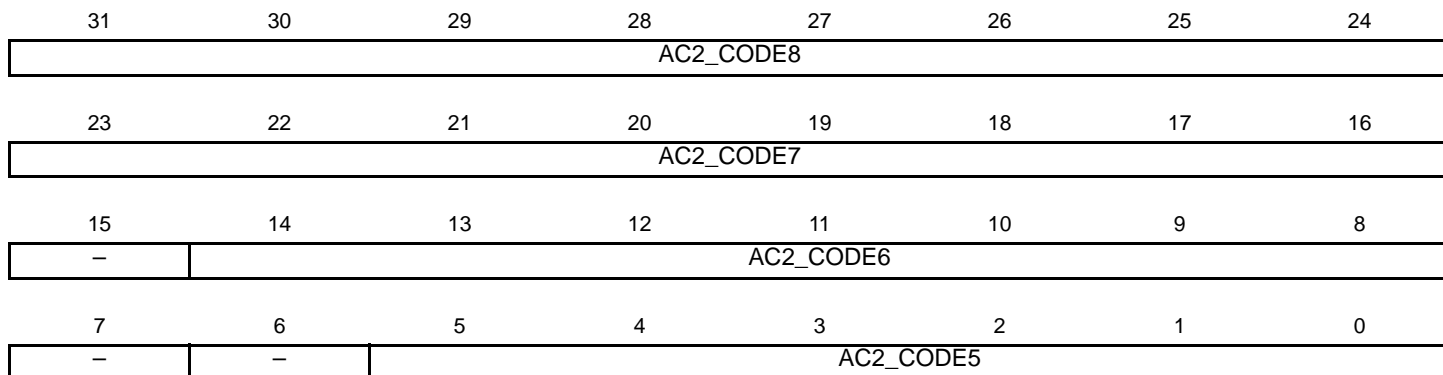 31 30 29 28 27 26 25 24
AC2_CODE8
23 22 21 20 19 18 17 16
AC2_CODE7
15 14 13 12 11 10 9 8
– AC2_CODE6
7 6 5 4 3 2 1 0
– – AC2_CODE5